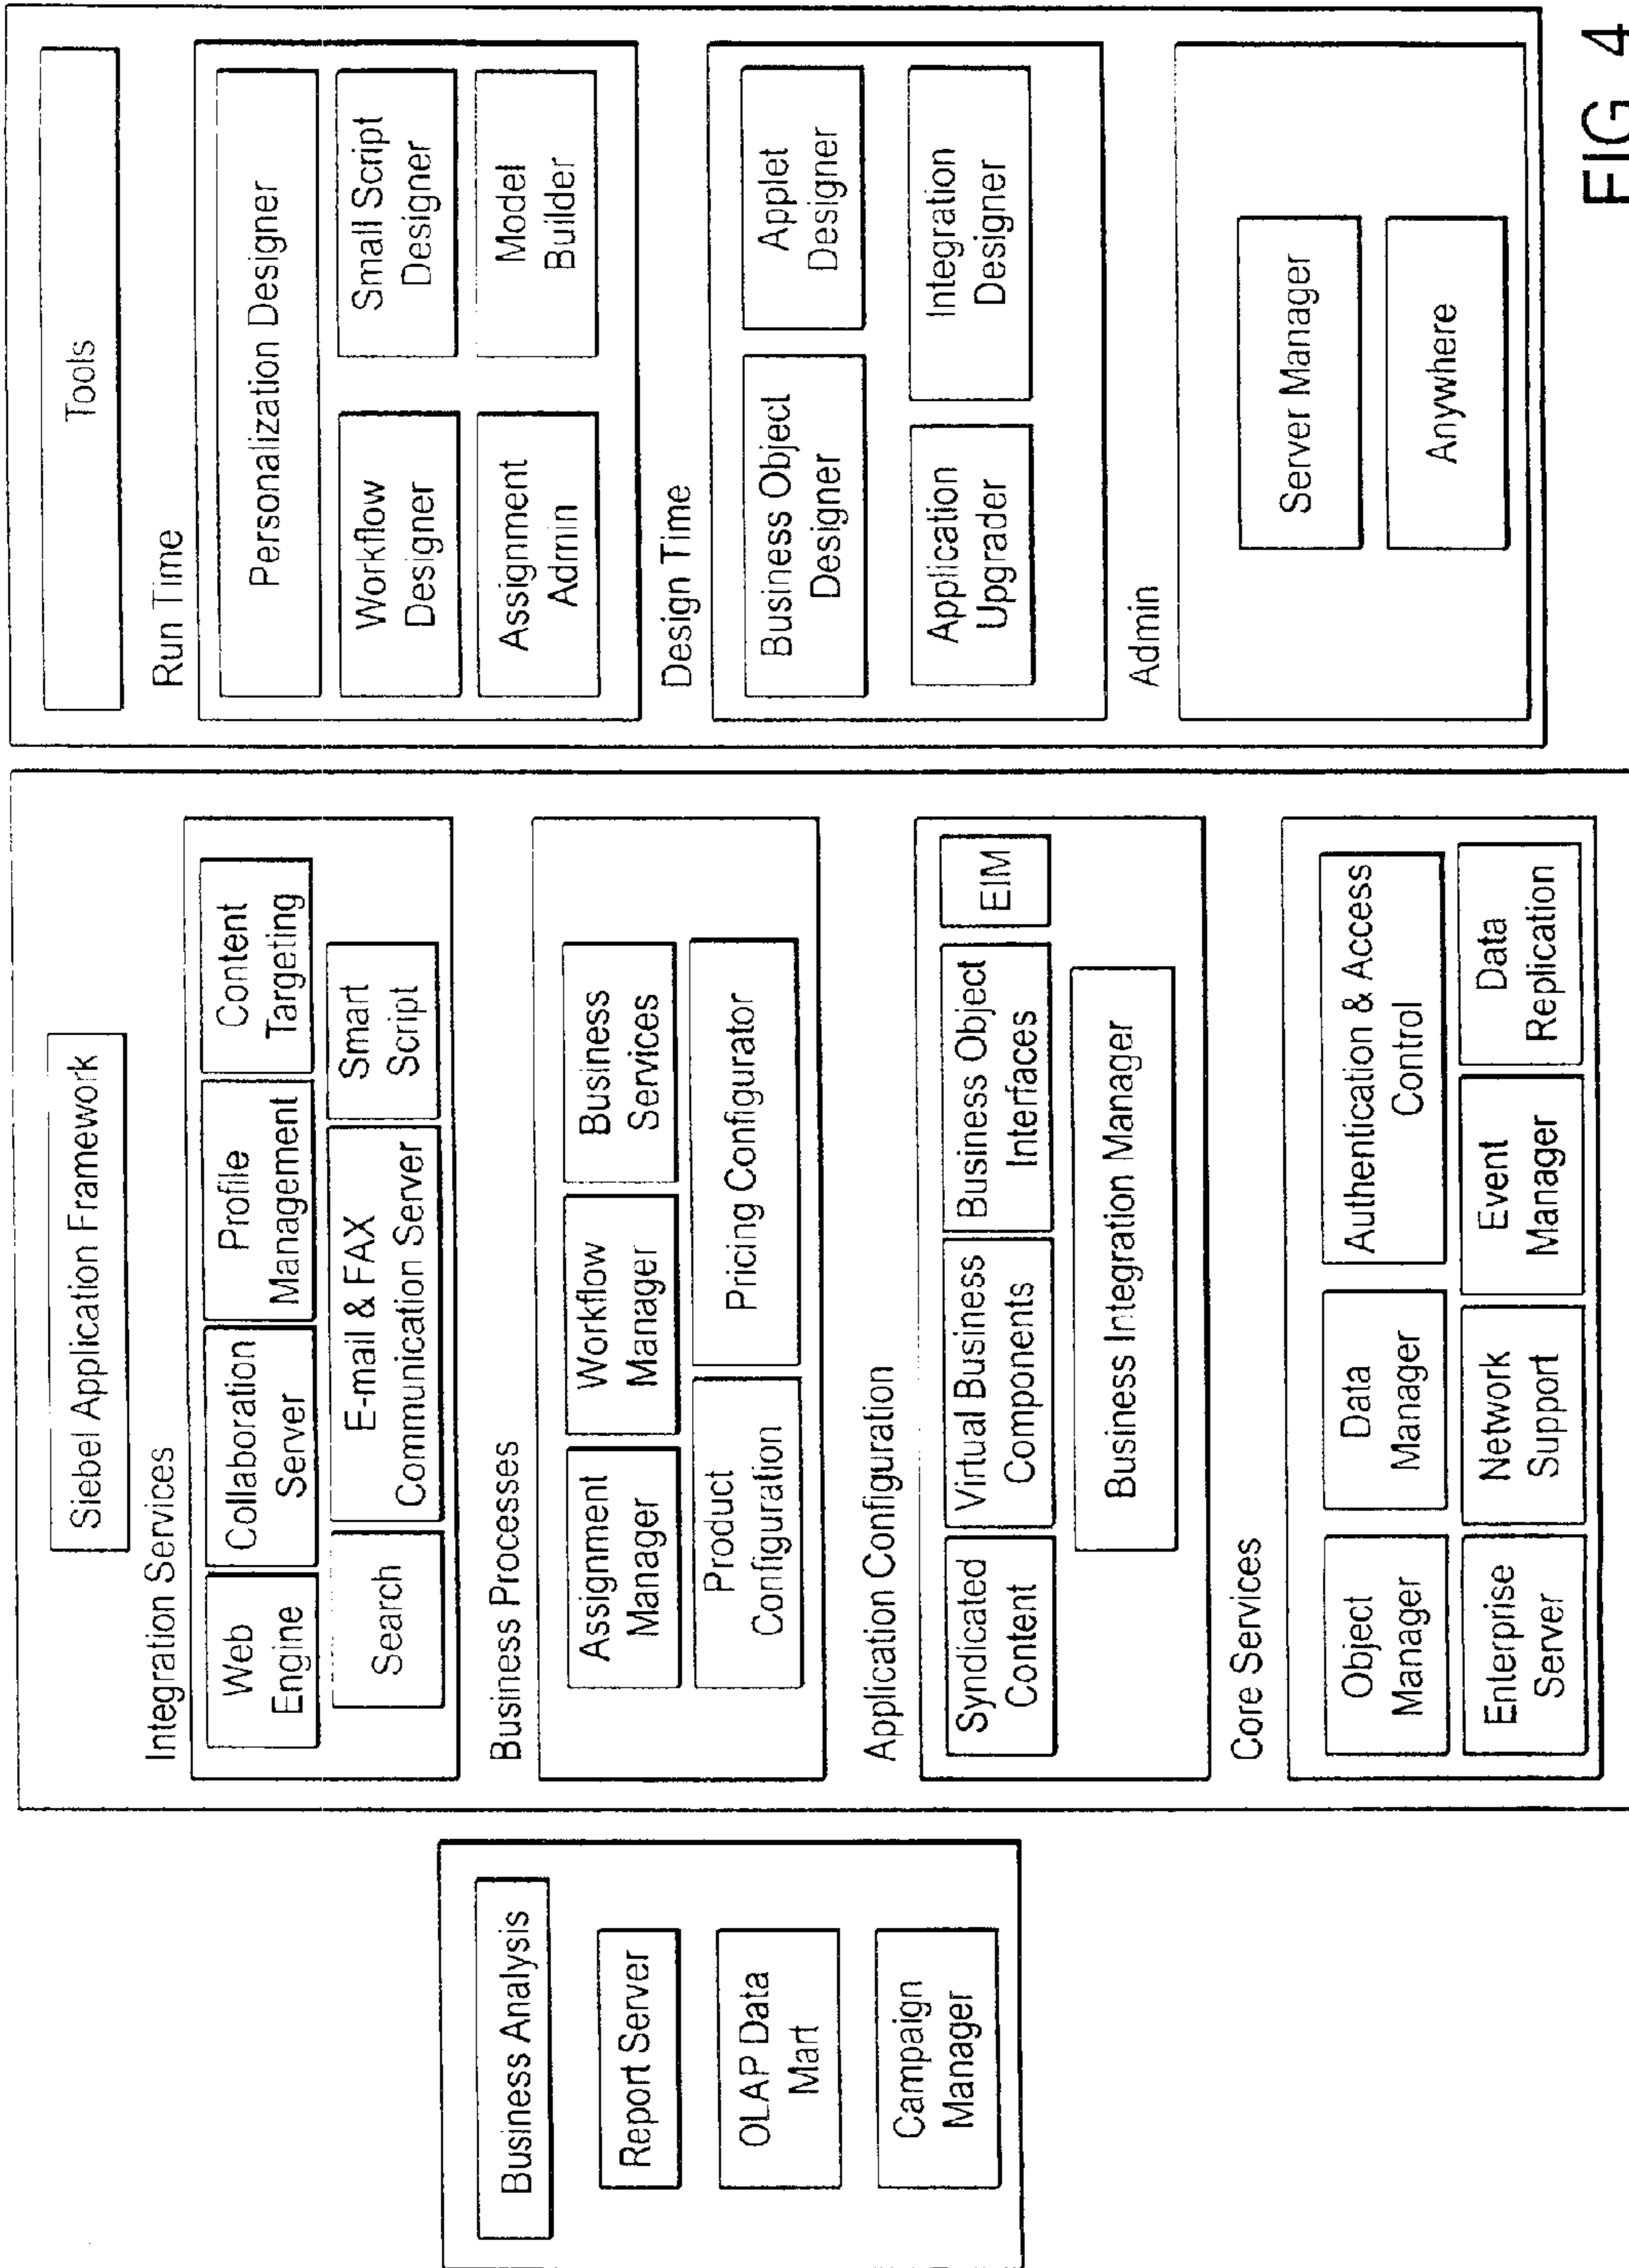 Business Analysis
Report Server
OLAP Data
Mart
Campaign
Manager
Siebel Application Framework
Integration Services
Web
Engine
Collaboration
Server
Profile
Management
Content
Targeting
Search
E-mail & FAX
Communication Server
Smart
Script
Business Processes
Assignment
Manager
Workflow
Manager
Business
Services
Product
Configuration
Pricing Configurator
Application Configuration
Syndicated
Content
Virtual Business
Components
Business Object
Interfaces
EIM
Business Integration Manager
Core Services
Object
Manager
Data
Manager
Authentication & Access
Control
Enterprise
Server
Network
Support
Event
Manager
Data
Replication
Tools
Run Time
Personalization Designer
Workflow
Designer
Small Script
Designer
Assignment
Admin
Model
Builder
Design Time
Business Object
Designer
Applet
Designer
Application
Upgrader
Integration
Designer
Admin
Server Manager
Anywhere
FIG_4